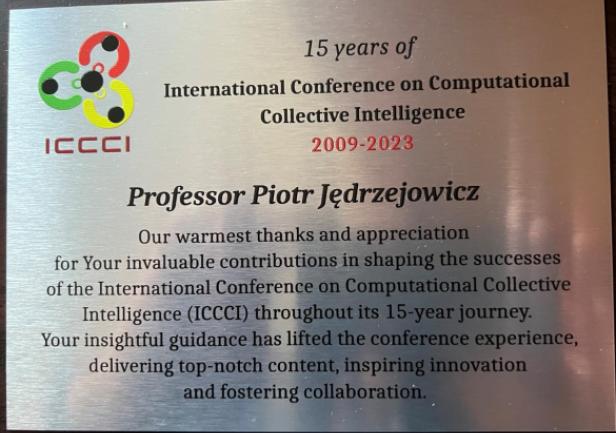 15 years of
International Conference on Computational
Collective Intelligence
2009-2023
ICCCI
Professor Piotr Jędrzejowicz
Our warmest thanks and appreciation
for Your invaluable contributions in shaping the successes
of the International Conference on Computational Collective
Intelligence (ICCCI) throughout its 15-year journey.
Your insightful guidance has lifted the conference experience,
delivering top-notch content, inspiring innovation
and fostering collaboration.